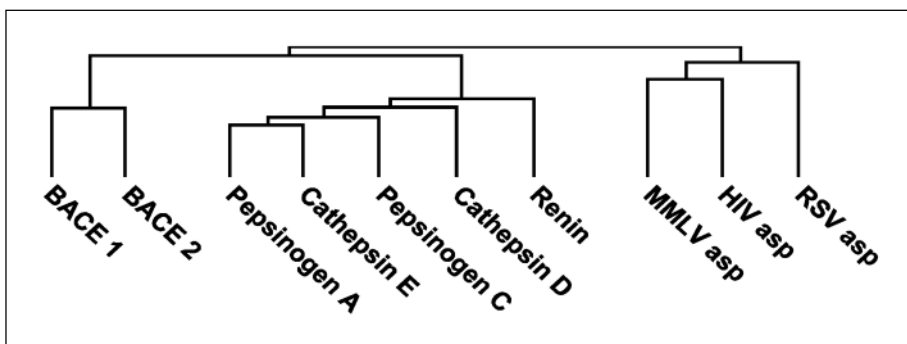 BACE 1
BACE 2
Pepsinogen A
Cathepsin E
Pepsinogen C
Cathepsin D
Renin
MMLV asp
HIV asp
RSV asp